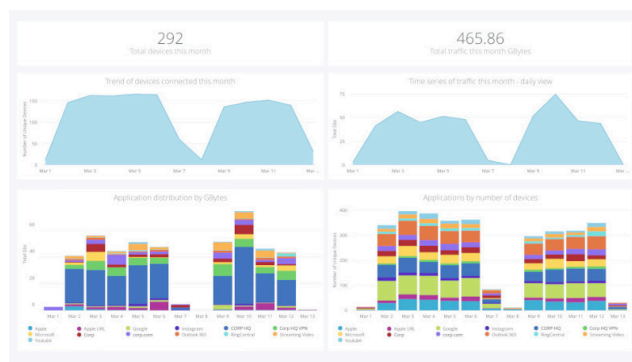 292
Total devices this month
465.86
Total traffic this month GBytes
Trend of devices connected this month
Number of Unique Devices
150
100
50
0
Mar 1 Mar 3 Mar 5 Mar 7 Mar 9 Mar 11 Mar ...
Time series of traffic this month - daily view
75
50
25
0
Mar 1 Mar 3 Mar 5 Mar 7 Mar 9 Mar 11 Mar ...
Application distribution by GBytes
40
20
0
Mar 1 Mar 2 Mar 3 Mar 4 Mar 5 Mar 6 Mar 7 Mar 8 Mar 9 Mar 10 Mar 11 Mar 12 Mar 13
Apple Apple URL Google Instagram CORP HQ Corp HQ VPN
Microsoft Corp corp.com Outlook 365 RingCentral Streaming Video
Youtube
Applications by number of devices
Number of Unique Devices
400
300
200
100
0
Mar 1 Mar 2 Mar 3 Mar 4 Mar 5 Mar 6 Mar 7 Mar 8 Mar 9 Mar 10 Mar 11 Mar 12 Mar 13
Apple Apple URL Google Instagram CORP HQ Corp HQ VPN
Microsoft Corp corp.com Outlook 365 RingCentral Streaming Video
Youtube